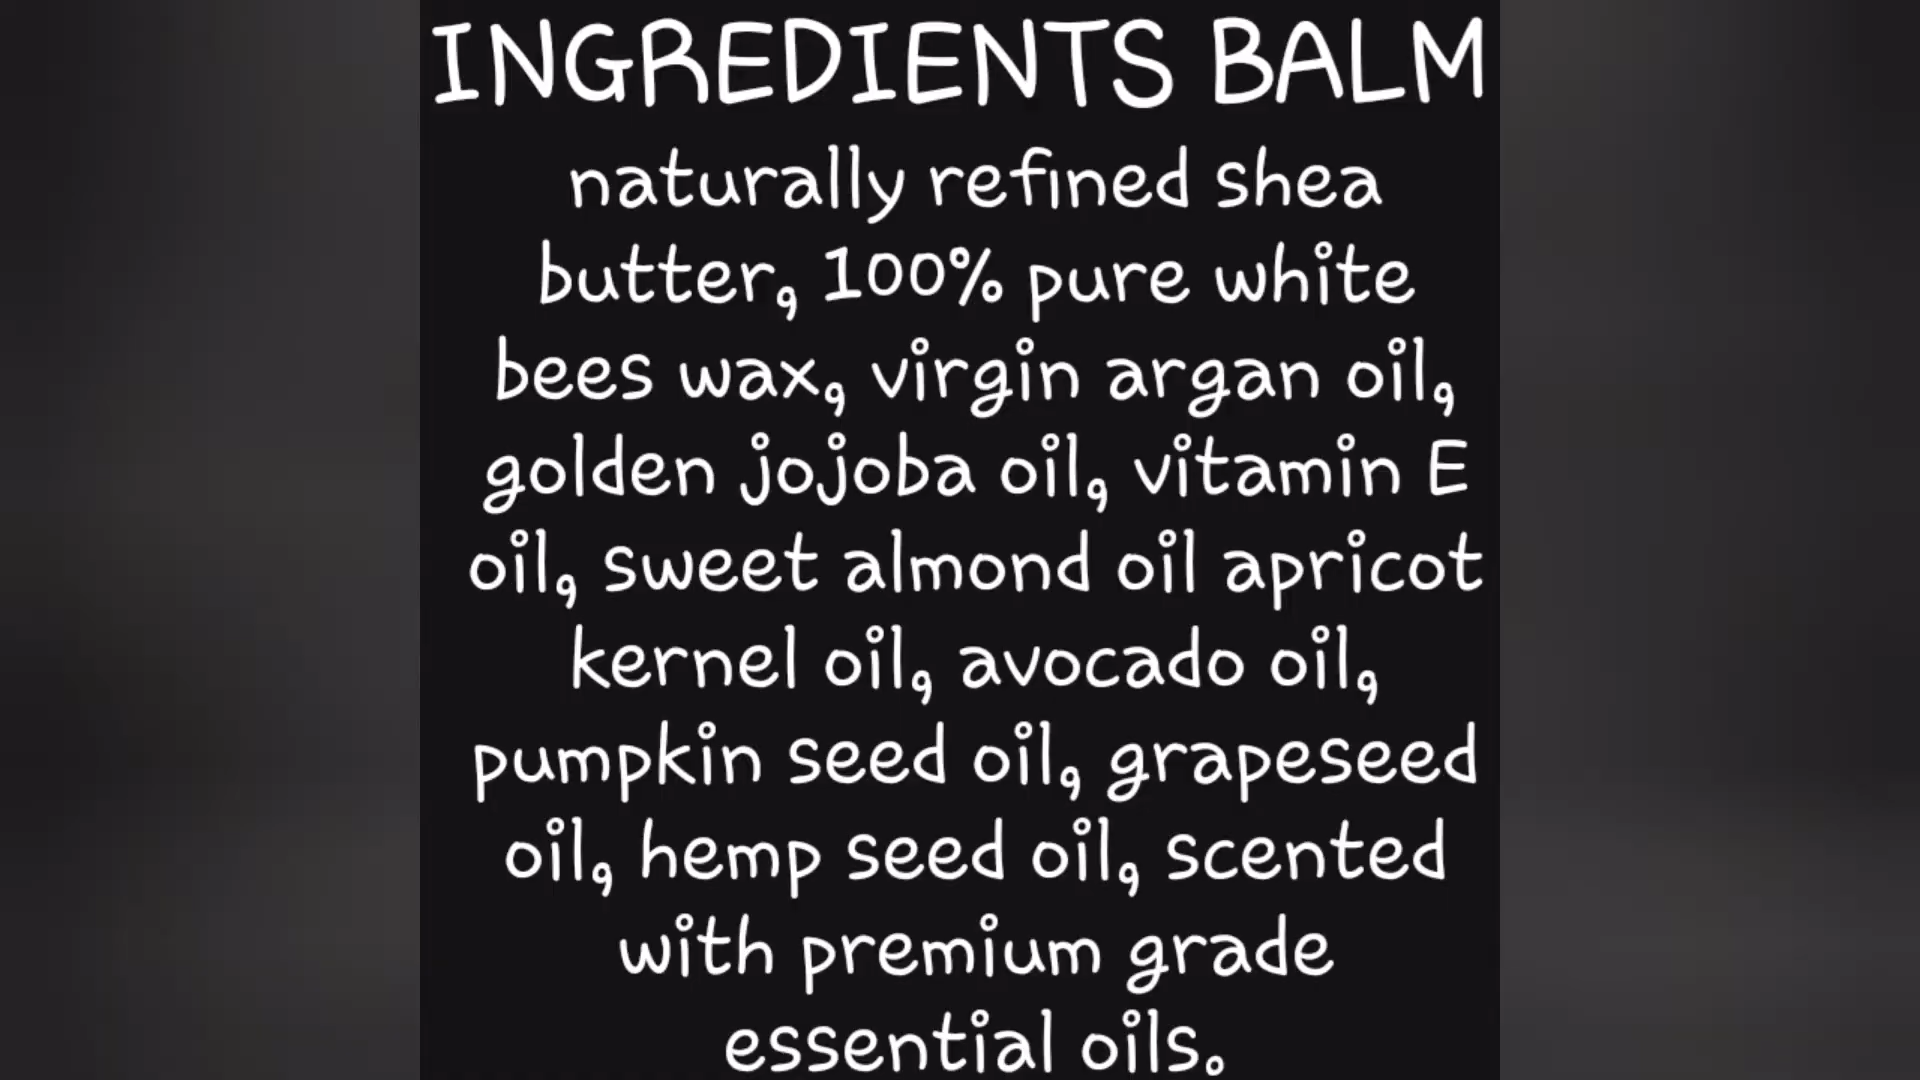 INGREDIENTS BALM
naturally refined shea
butter, 100% pure white
bees wax, virgin argan oil,
golden jojoba oil, vitamin E
oil, sweet almond oil apricot
kernel oil, avocado oil,
pumpkin seed oil, grapeseed
oil, hemp seed oil, scented
with premium grade
essential oils.